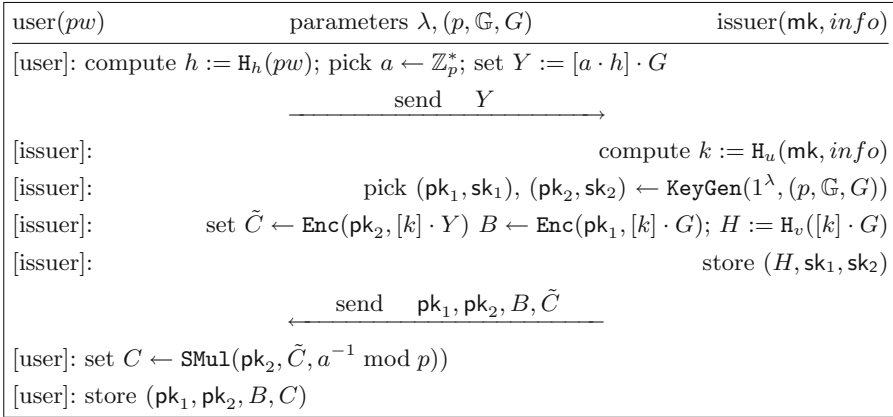 user(pw) parameters λ, (p, 𝔾, G) issuer(mk, info)
[user]: compute h := H_h(pw); pick a ← ℤ*_p; set Y := [a · h] · G
send Y
[issuer]: compute k := H_u(mk, info)
[issuer]: pick (pk_1, sk_1), (pk_2, sk_2) ← KeyGen(1^λ, (p, 𝔾, G))
[issuer]: set C̃ ← Enc(pk_2, [k] · Y) B ← Enc(pk_1, [k] · G); H := H_v([k] · G)
[issuer]: store (H, sk_1, sk_2)
send pk_1, pk_2, B, C̃
[user]: set C ← SMul(pk_2, C̃, a^{-1} mod p))
[user]: store (pk_1, pk_2, B, C)